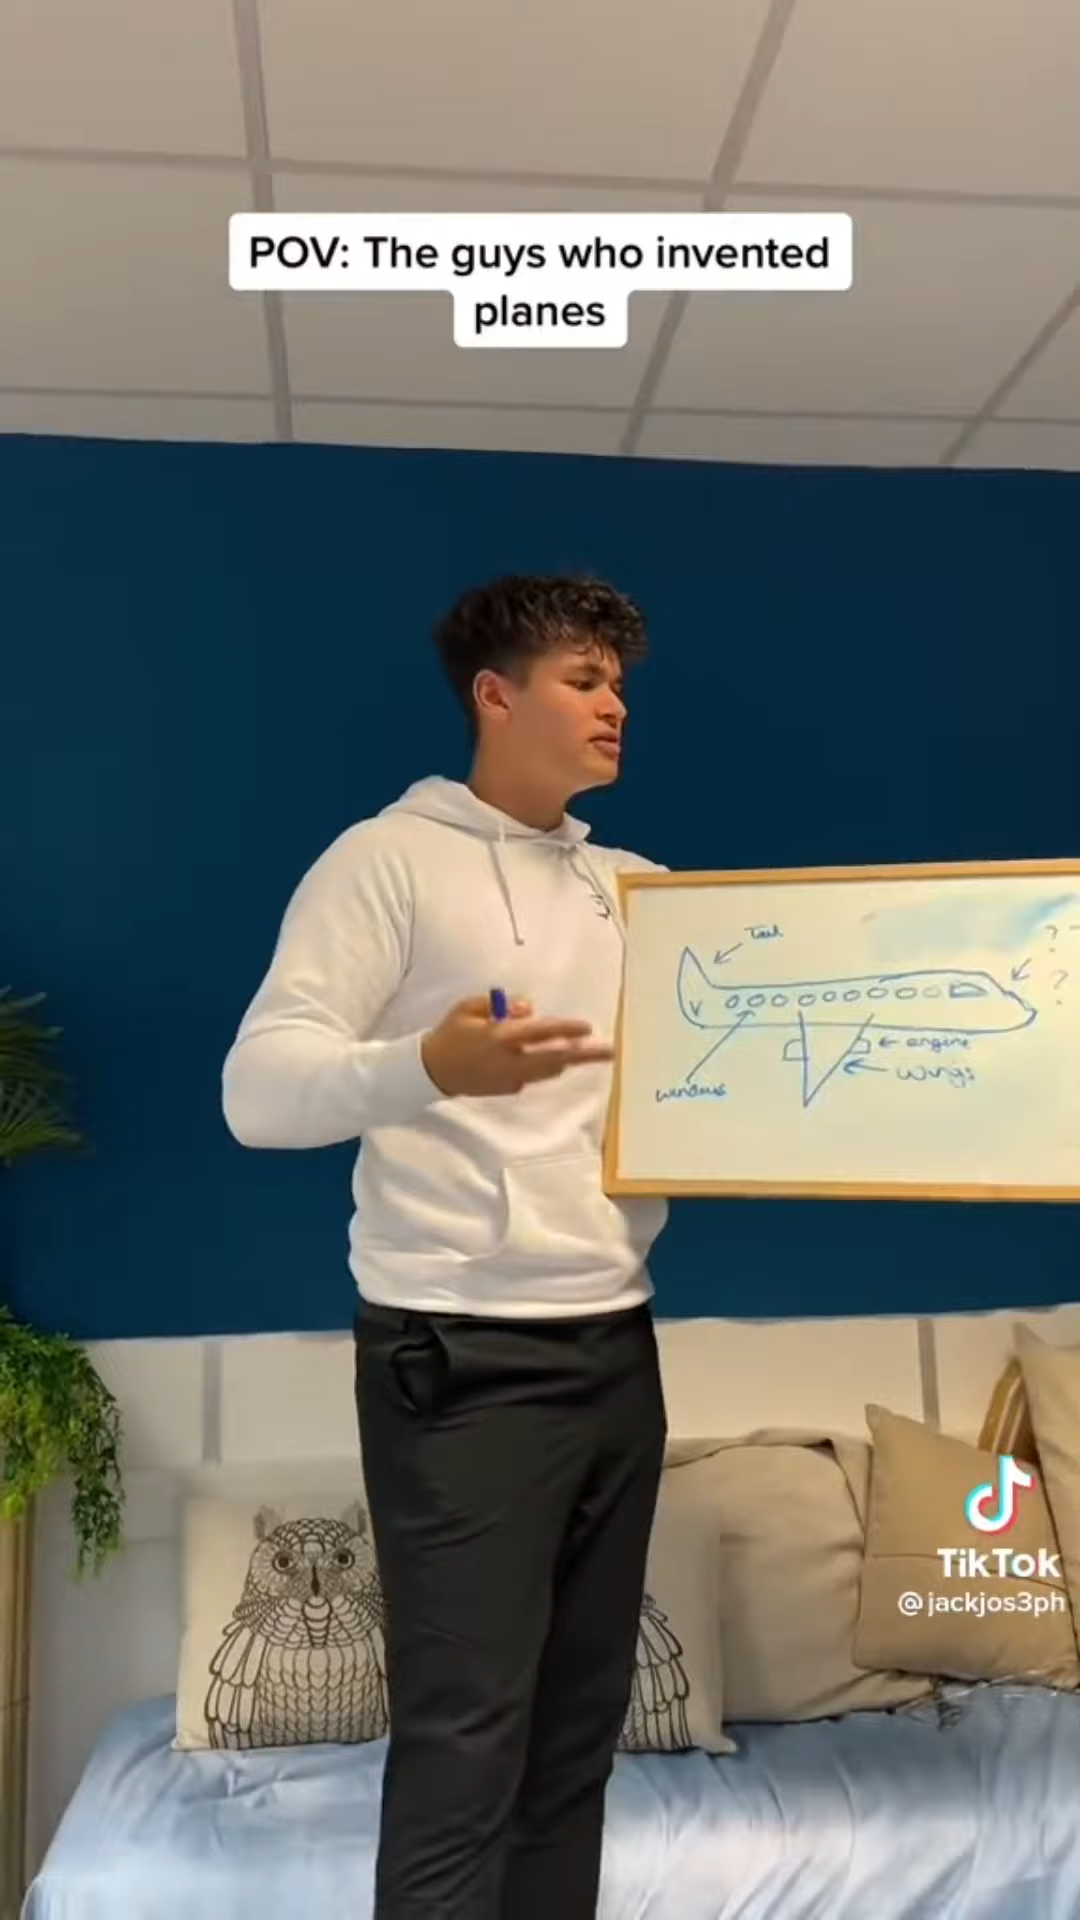 POV: The guys who invented
planes
Tail
? ?
?
engine
wings
windows
TikTok
@jackjos3ph